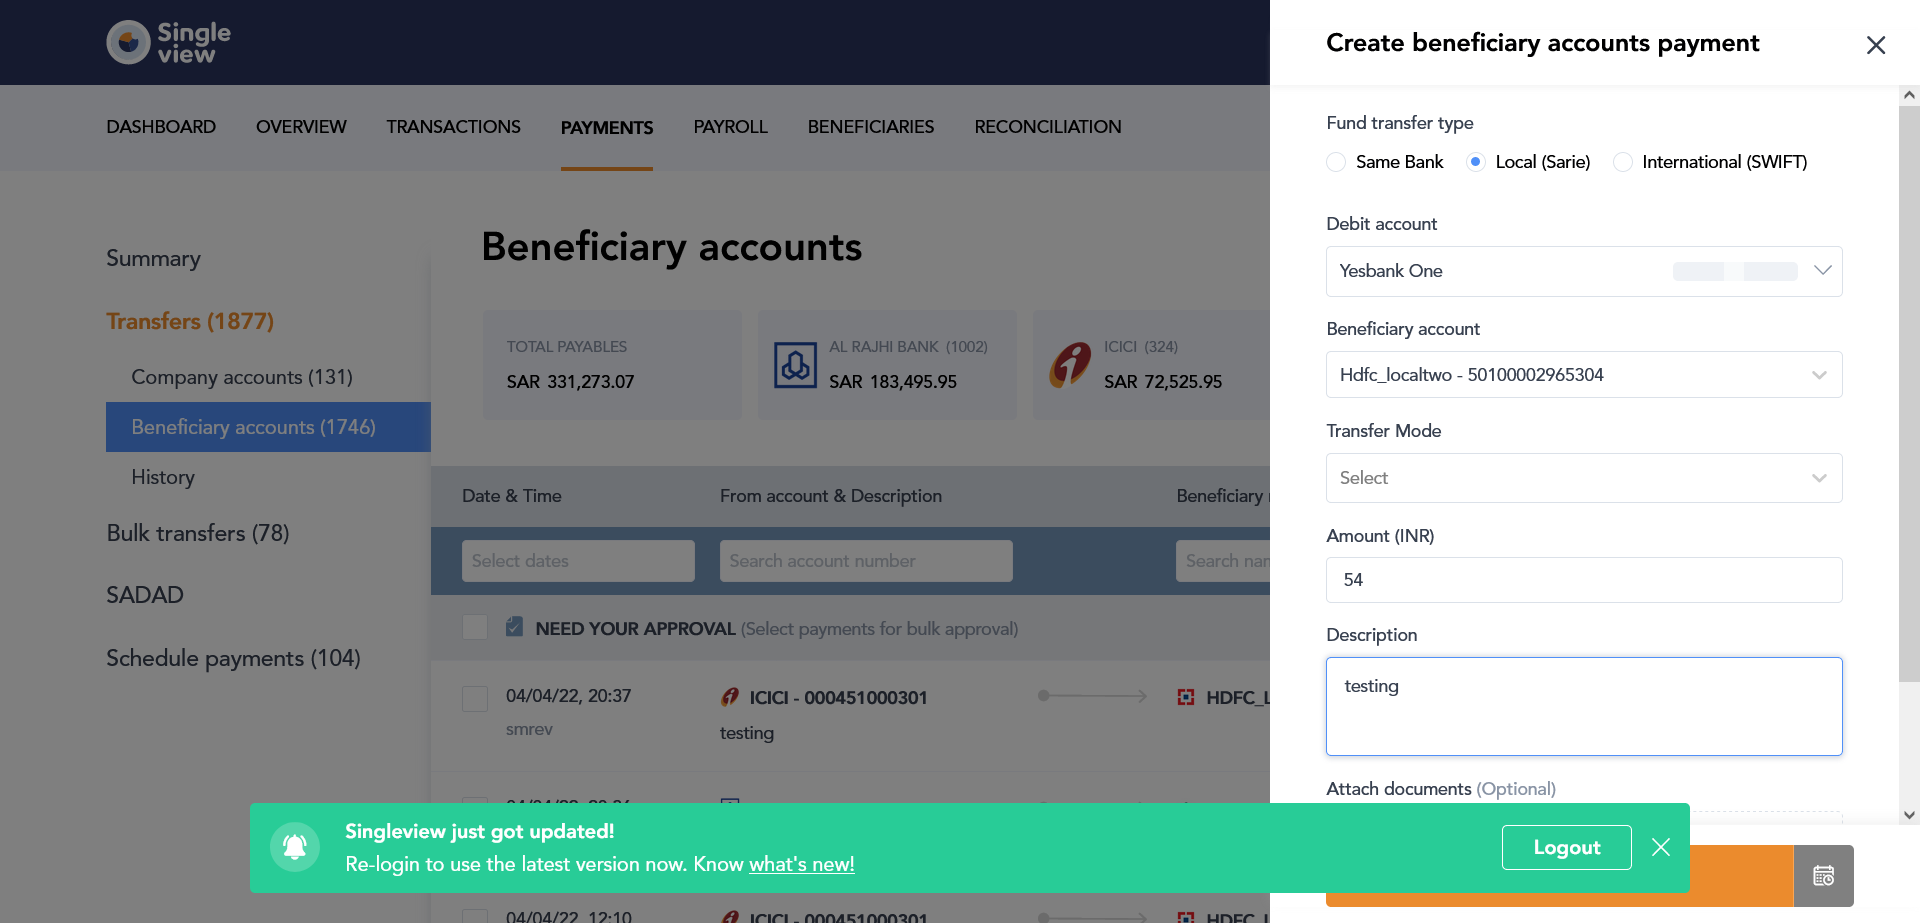 Single
view
DASHBOARD
OVERVIEW
TRANSACTIONS
PAYMENTS
PAYROLL
BENEFICIARIES
RECONCILIATION
Summary
Transfers (1877)
Company accounts (131)
Beneficiary accounts (1746)
History
Bulk transfers (78)
SADAD
Schedule payments (104)
Beneficiary accounts
TOTAL PAYABLES
SAR 331,273.07
AL RAJHI BANK (1002)
SAR 183,495.95
ICICI (324)
SAR 72,525.95
Date & Time
From account & Description
Beneficiary
Select dates
Search account number
Search
NEED YOUR APPROVAL (Select payments for bulk approval)
04/04/22, 20:37
smrev
ICICI - 000451000301
testing
HDFC_L
04/04/22, 12:10
ICICI - 000451000301
HDFC_L
Create beneficiary accounts payment
Fund transfer type
Same Bank
Local (Sarie)
International (SWIFT)
Debit account
Yesbank One
Beneficiary account
Hdfc_localtwo - 50100002965304
Transfer Mode
Select
Amount (INR)
54
Description
testing
Attach documents (Optional)
Singleview just got updated!
Re-login to use the latest version now. Know what's new!
Logout